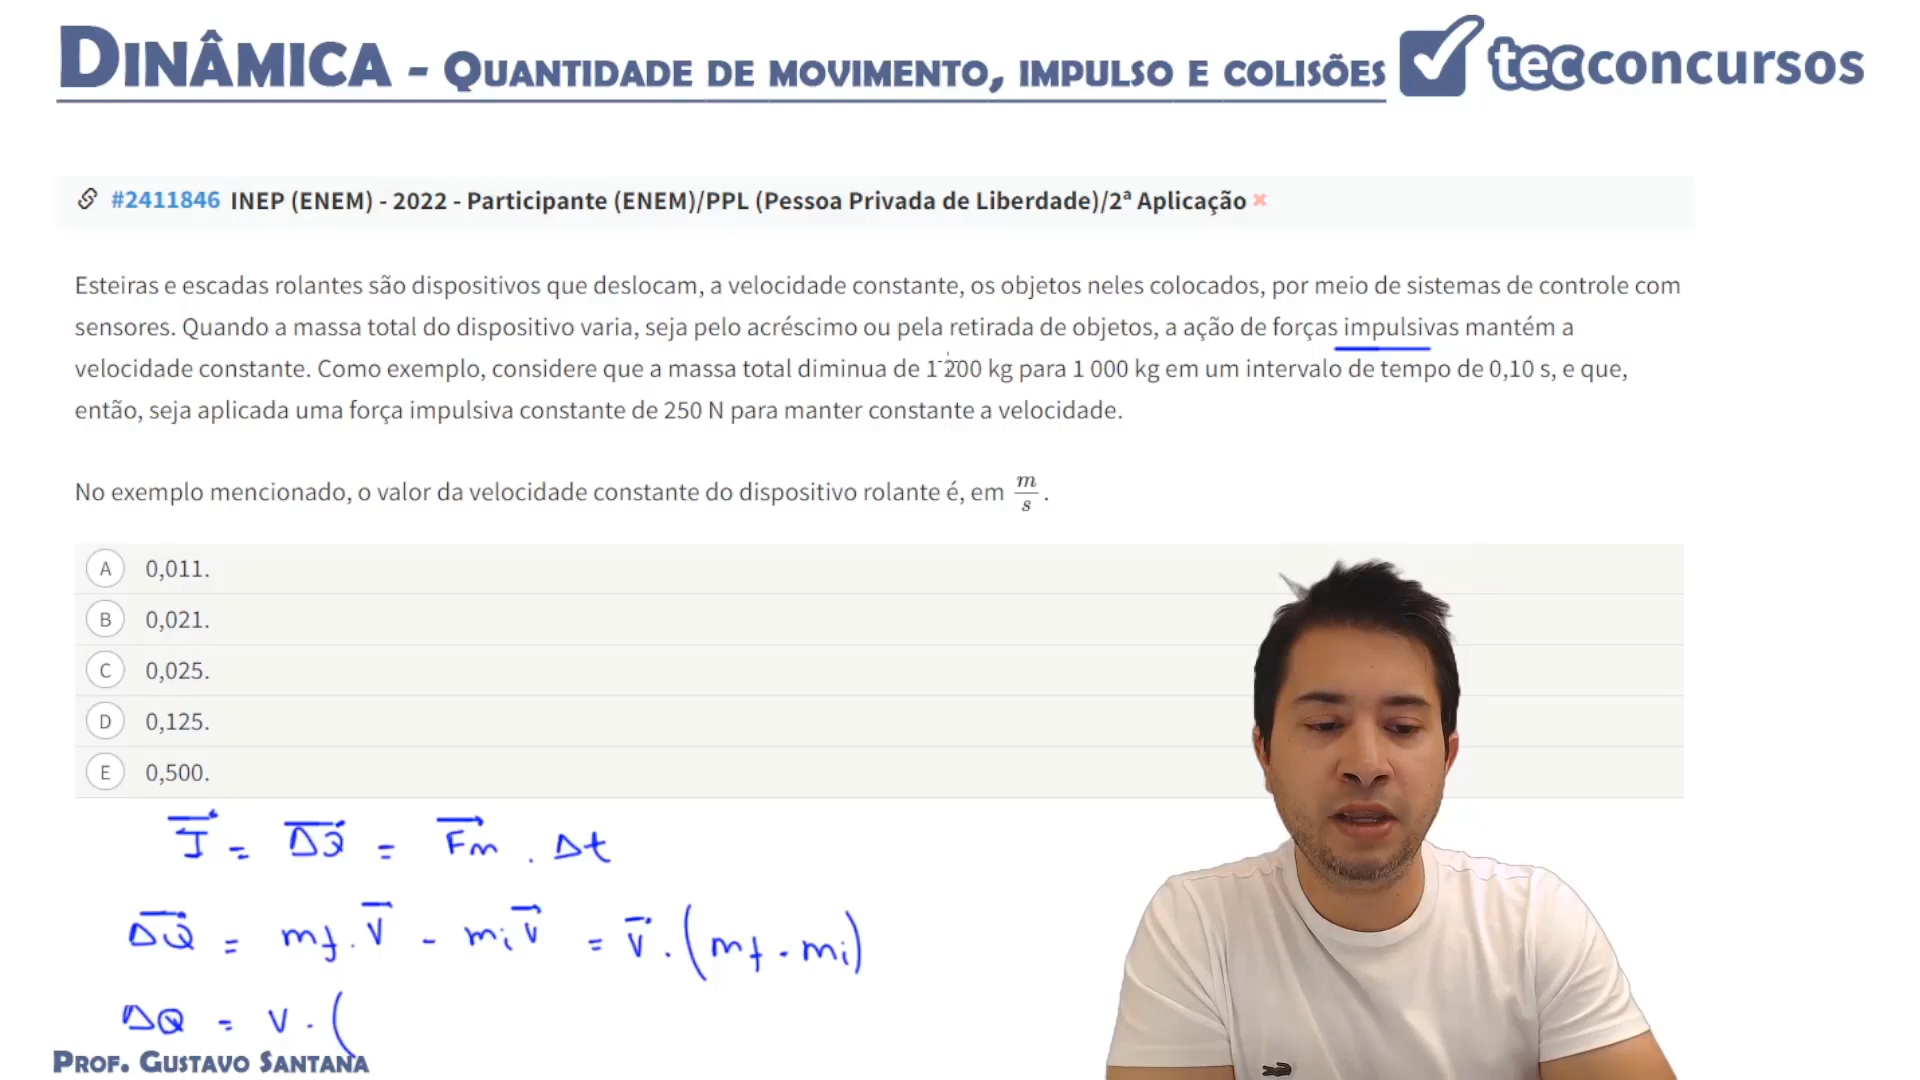 DINÂMICA - QUANTIDADE DE MOVIMENTO, IMPULSO E COLISÕES
tecconcursos
#2411846 INEP (ENEM) - 2022 - Participante (ENEM)/PPL (Pessoa Privada de Liberdade)/2ª Aplicação
Esteiras e escadas rolantes são dispositivos que deslocam, a velocidade constante, os objetos neles colocados, por meio de sistemas de controle com
sensores. Quando a massa total do dispositivo varia, seja pelo acréscimo ou pela retirada de objetos, a ação de forças impulsivas mantém a
velocidade constante. Como exemplo, considere que a massa total diminua de 1 200 kg para 1 000 kg em um intervalo de tempo de 0,10 s, e que,
então, seja aplicada uma força impulsiva constante de 250 N para manter constante a velocidade.
No exemplo mencionado, o valor da velocidade constante do dispositivo rolante é, em m/s.
A 0,011.
B 0,021.
C 0,025.
D 0,125.
E 0,500.
I = ΔQ = Fm . Δt
ΔQ = mf . V - mi V = V . (mf - mi)
ΔQ = V . (
PROF. GUSTAVO SANTANA